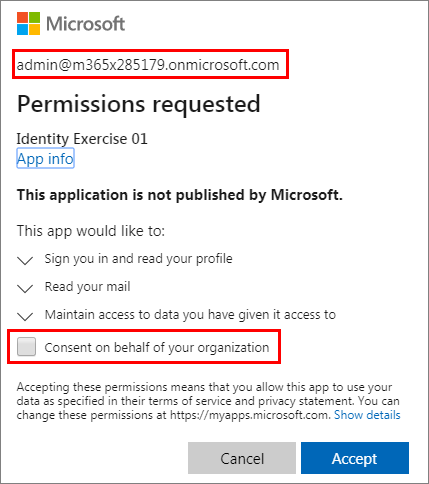 Microsoft
admin@m365x285179.onmicrosoft.com
Permissions requested
Identity Exercise 01
App info
This application is not published by Microsoft.
This app would like to:
Sign you in and read your profile
Read your mail
Maintain access to data you have given it access to
Consent on behalf of your organization
Accepting these permissions means that you allow this app to use your
data as specified in their terms of service and privacy statement. You can
change these permissions at https://myapps.microsoft.com. Show details
Cancel Accept